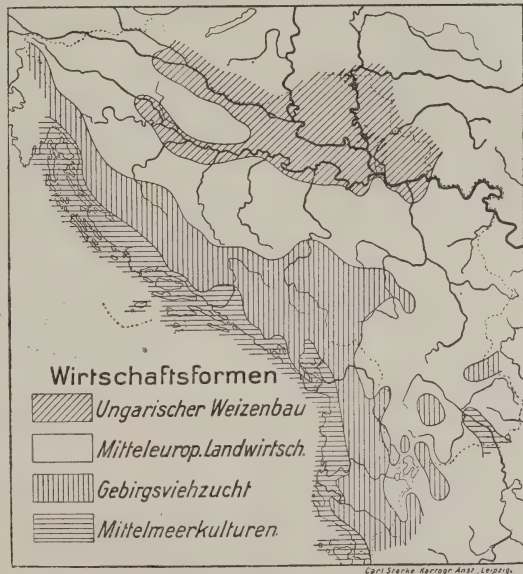 Wirtschaftsformen
Ungarischer Weizenbau
Mitteleurop. Landwirtsch.
Gebirgsviehzucht
Mittelmeerkulturen
Carl Starke Kartogr. Anst., Leipzig.